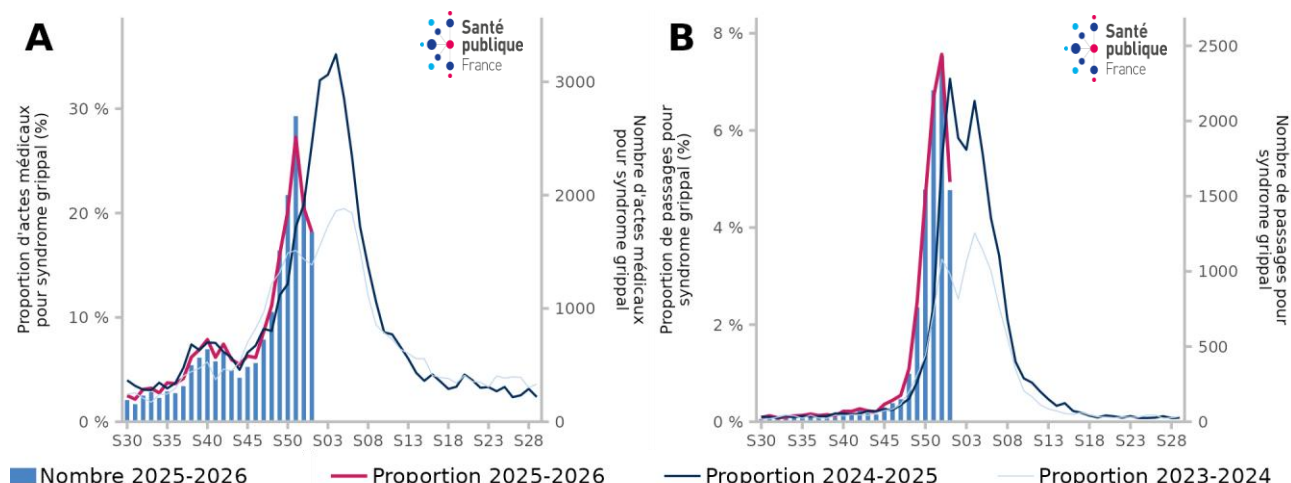 A
Santé
publique
France
Proportion d'actes médicaux
pour syndrome grippal (%)
30 %
20 %
10 %
0 %
3000
2000
1000
0
Nombre d'actes médicaux
pour syndrome grippal
S30 S35 S40 S45 S50 S03 S08 S13 S18 S23 S28
B
Santé
publique
France
Proportion de passages pour
syndrome grippal (%)
8 %
6 %
4 %
2 %
0 %
2500
2000
1500
1000
500
0
Nombre de passages pour
syndrome grippal
S30 S35 S40 S45 S50 S03 S08 S13 S18 S23 S28
Nombre 2025-2026 Proportion 2025-2026 Proportion 2024-2025 Proportion 2023-2024